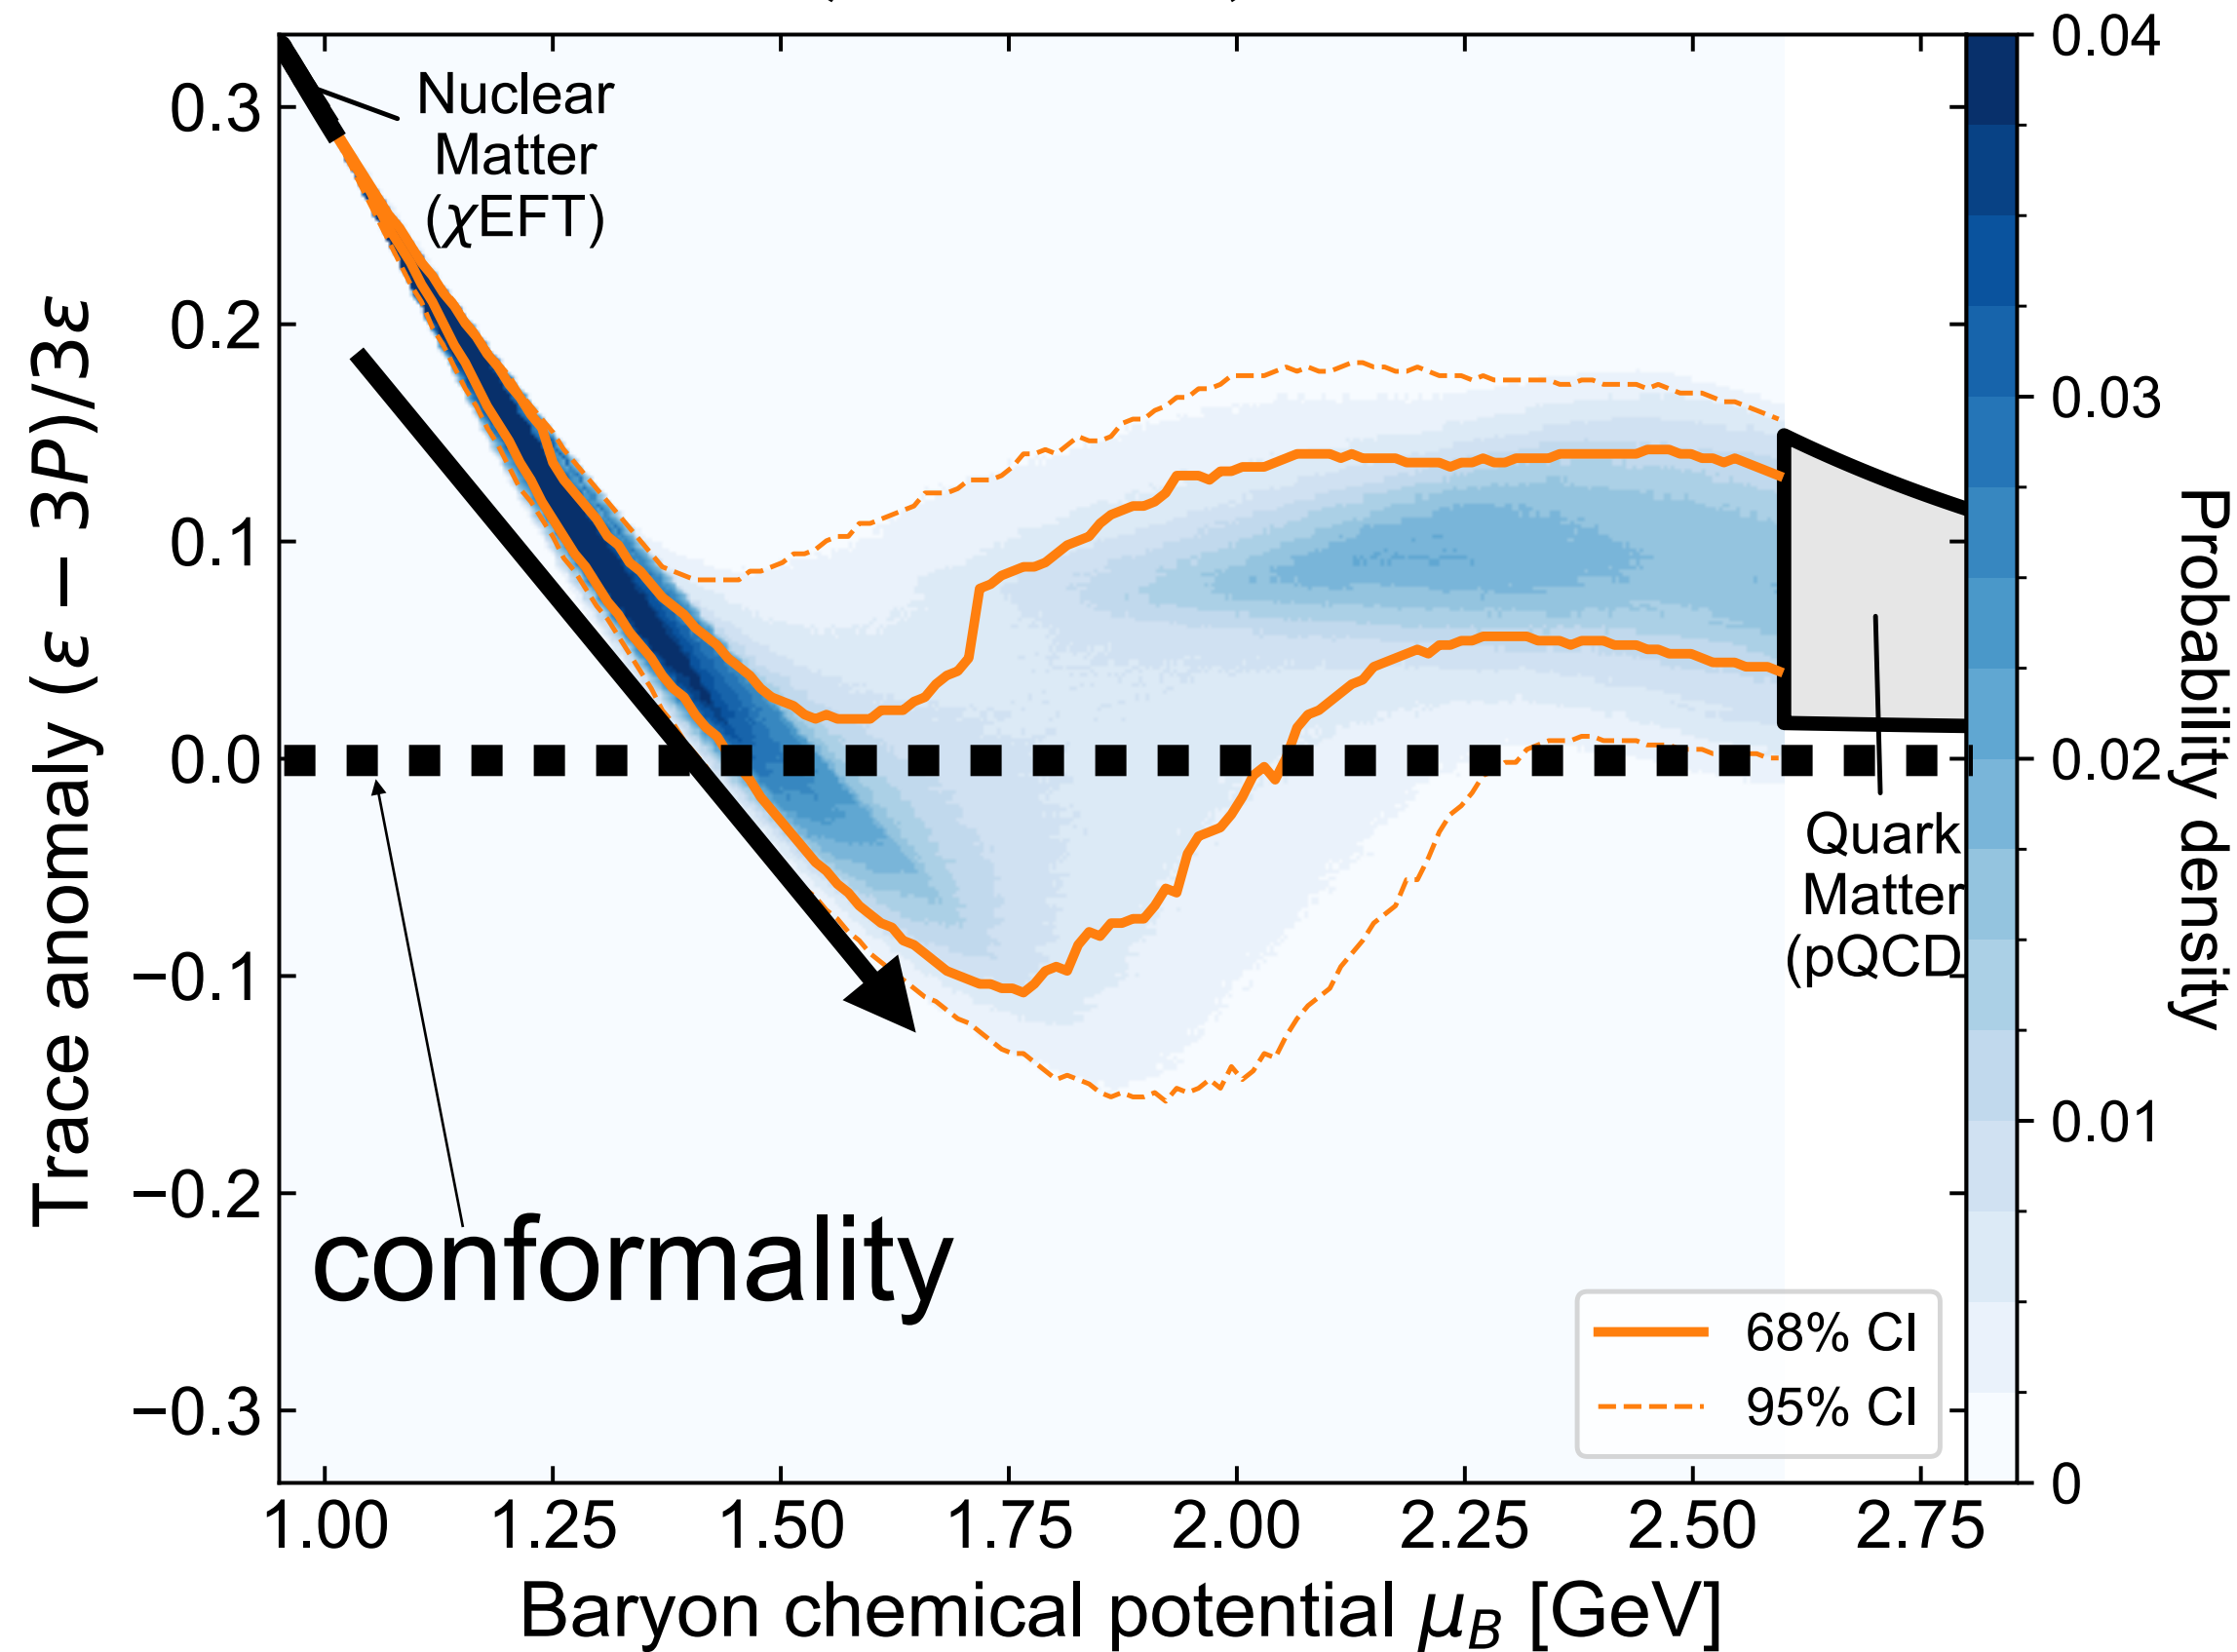 Nuclear
Matter
(χEFT)
0.3
0.2
0.1
0.0
−0.1
−0.2
−0.3
Trace anomaly (ε − 3P)/3ε
conformality
Quark
Matter
(pQCD
68% CI
95% CI
1.00 1.25 1.50 1.75 2.00 2.25 2.50 2.75
Baryon chemical potential μ_B [GeV]
0.04
0.03
0.02
0.01
0
Probability density